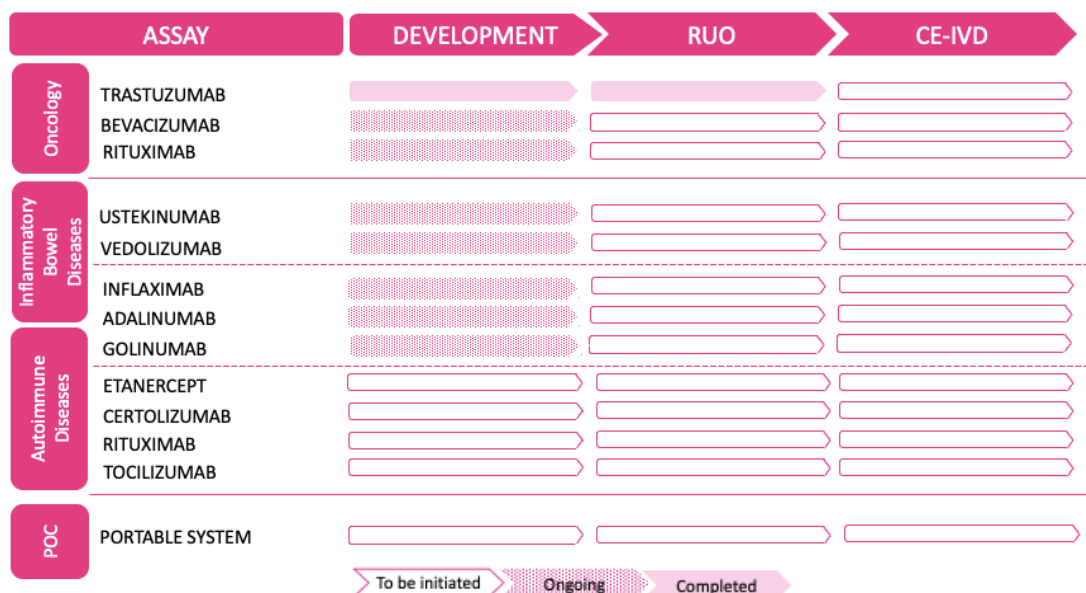 ASSAY DEVELOPMENT RUO CE-IVD
Oncology
TRASTUZUMAB
BEVACIZUMAB
RITUXIMAB
Inflammatory
Bowel
Diseases
USTEKINUMAB
VEDOLIZUMAB
INFLAXIMAB
ADALINUMAB
GOLINUMAB
Autoimmune
Diseases
ETANERCEPT
CERTOLIZUMAB
RITUXIMAB
TOCILIZUMAB
POC
PORTABLE SYSTEM
To be initiated Ongoing Completed